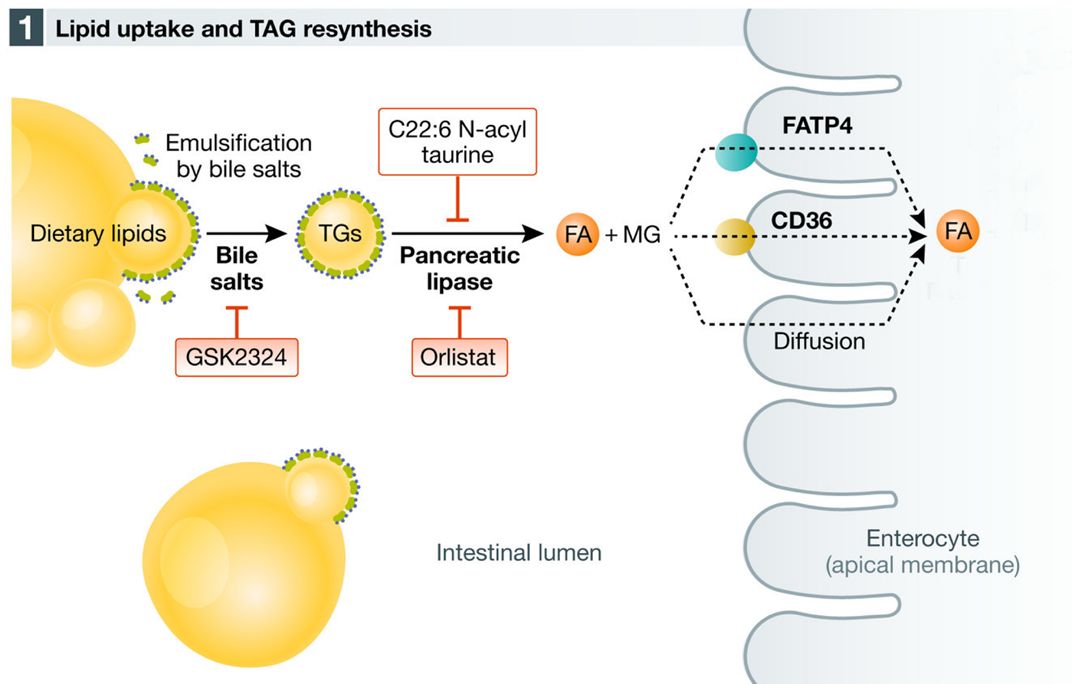 1 Lipid uptake and TAG resynthesis
C22:6 N-acyl
taurine
Emulsification
by bile salts
FATP4
Dietary lipids
TGs
FA + MG
CD36
FA
Bile
salts
Pancreatic
lipase
GSK2324
Orlistat
Diffusion
Intestinal lumen
Enterocyte
(apical membrane)